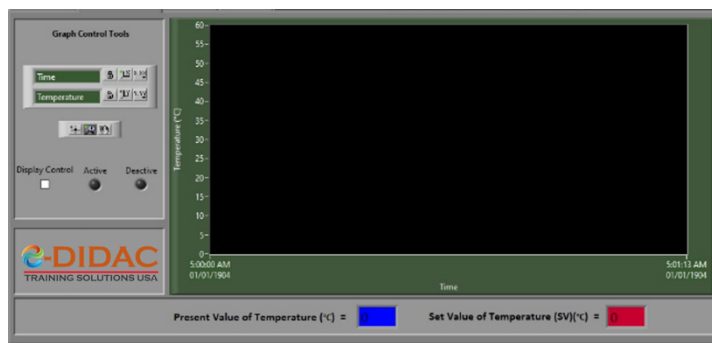 Graph Control Tools
Time
Temperature
Display Control Active Deactive
e-DIDAC
TRAINING SOLUTIONS USA
Temperature (°C)
60
55
50
45
40
35
30
25
20
15
10
5
0
5:00:00 AM
01/01/1904
5:01:13 AM
01/01/1904
Time
Present Value of Temperature (°C) = 0
Set Value of Temperature (SV)(°C) = 0